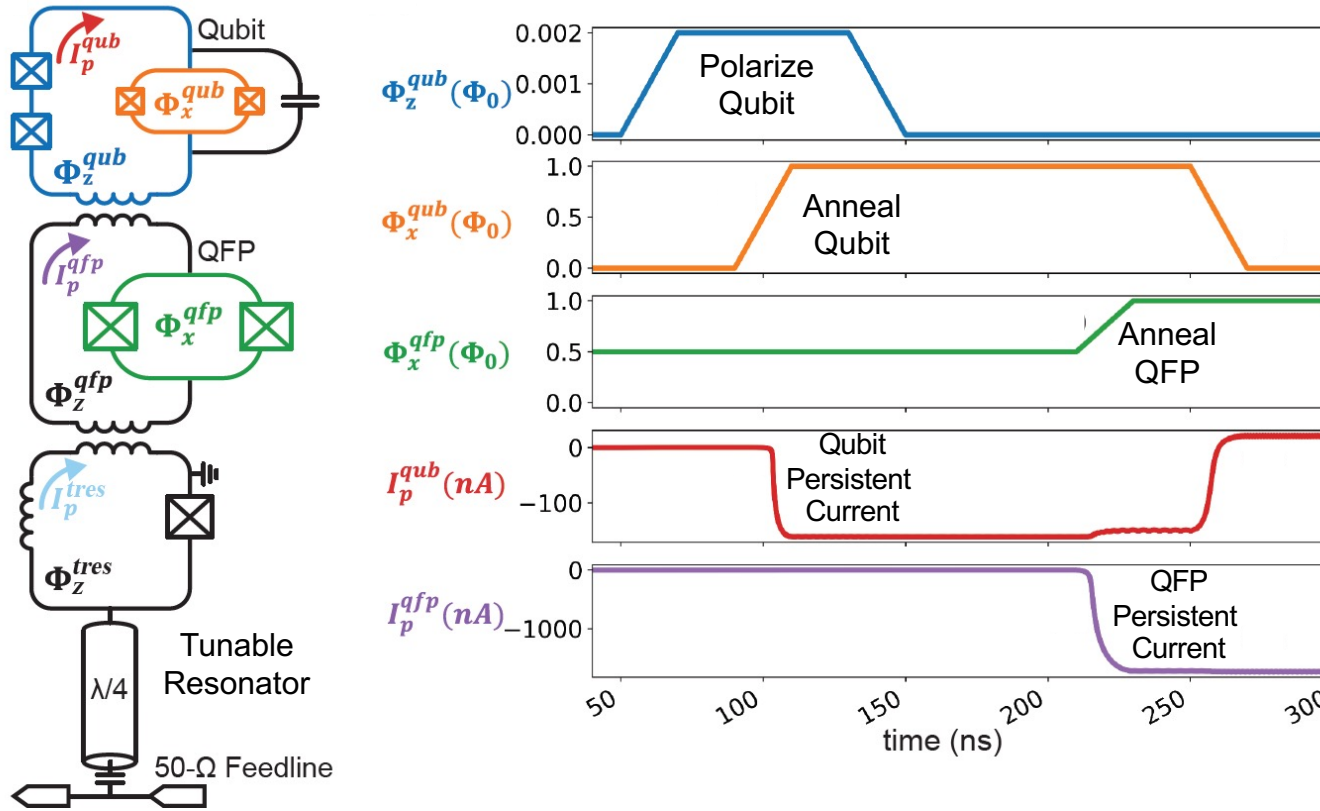 Qubit
I_p^qub
Φ_x^qub
Φ_z^qub
QFP
I_p^qfp
Φ_x^qfp
Φ_z^qfp
I_p^tres
Φ_z^tres
Tunable
Resonator
λ/4
50-Ω Feedline
Φ_z^qub(Φ_0)
0.002
0.001
0.000
Polarize
Qubit
Φ_x^qub(Φ_0)
1.0
0.5
0.0
Anneal
Qubit
Φ_x^qfp(Φ_0)
1.0
0.5
0.0
)
Anneal
QFP
I_p^qub(nA)
0
−100
Qubit
Persistent
Current
I_p^qfp(nA)
0
−1000
QFP
Persistent
Current
50 100 150 200 250 300
time (ns)